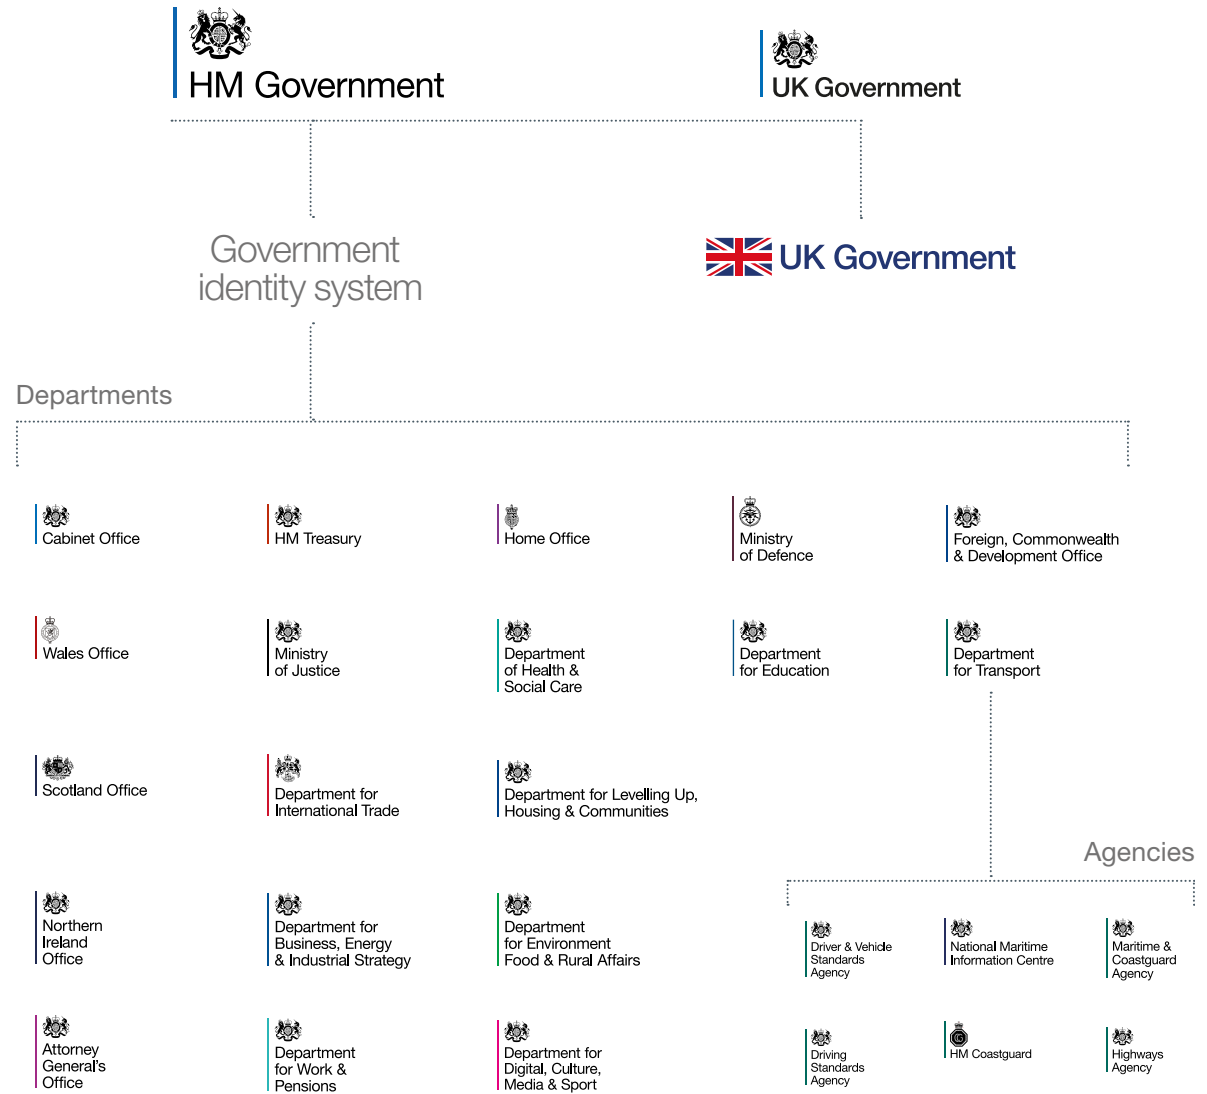 HM Government
UK Government
Government
identity system
UK Government
Departments
Cabinet Office
HM Treasury
Home Office
Ministry
of Defence
Foreign, Commonwealth
& Development Office
Wales Office
Ministry
of Justice
Department
of Health &
Social Care
Department
for Education
Department
for Transport
Scotland Office
Department for
International Trade
Department for Levelling Up,
Housing & Communities
Agencies
Northern
Ireland
Office
Department for
Business, Energy
& Industrial Strategy
Department
for Environment
Food & Rural Affairs
Driver & Vehicle
Standards
Agency
National Maritime
Information Centre
Maritime &
Coastguard
Agency
Attorney
General's
Office
Department
for Work &
Pensions
Department for
Digital, Culture,
Media & Sport
Driving
Standards
Agency
HM Coastguard
Highways
Agency